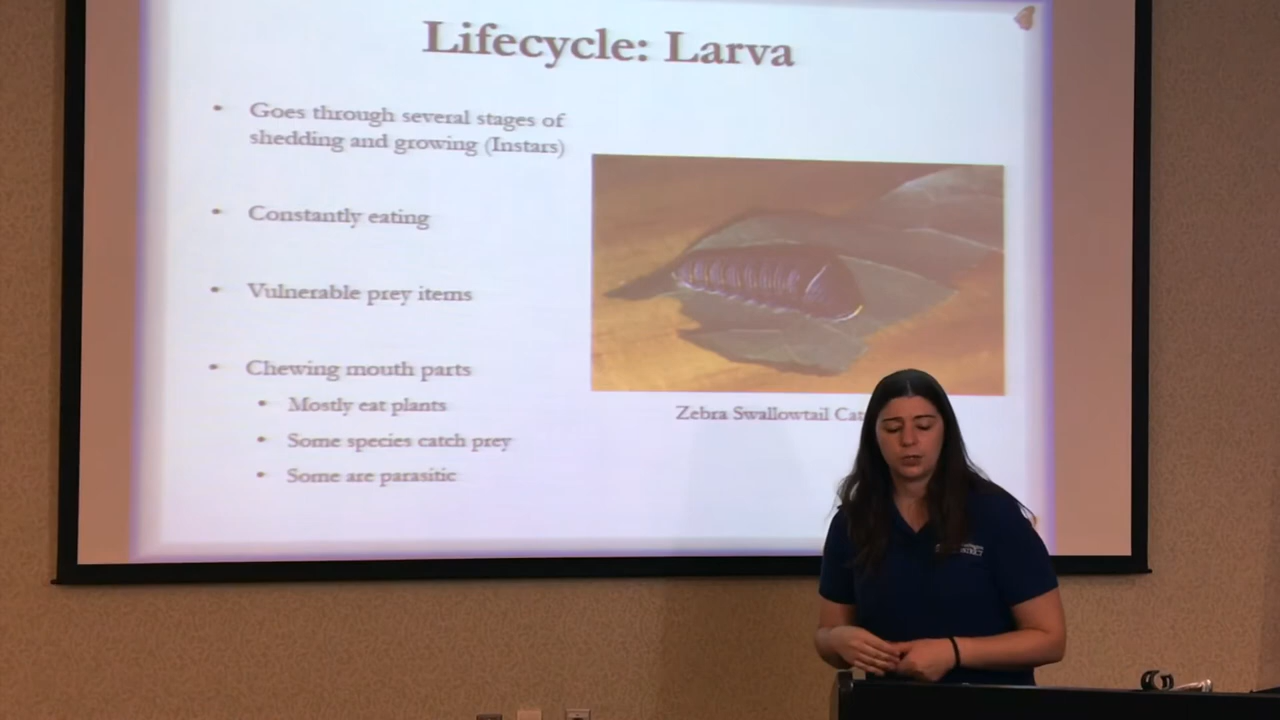 Lifecycle: Larva
• Goes through several stages of
shedding and growing (Instars)
• Constantly eating
• Vulnerable prey items
• Chewing mouth parts
• Mostly eat plants
• Some species catch prey
• Some are parasitic
Zebra Swallowtail Cat